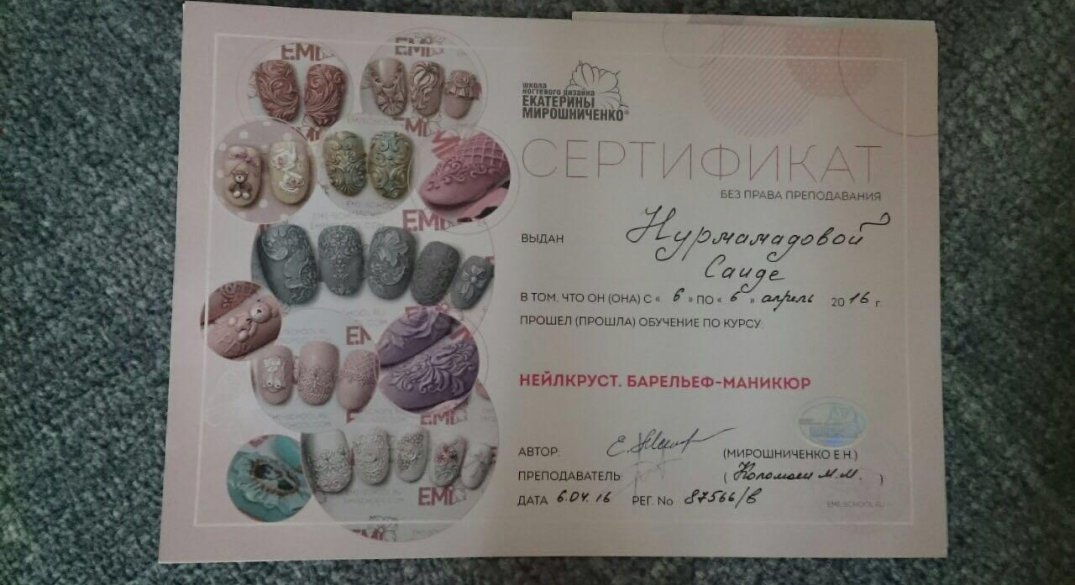 ШКОЛА
НОГТЕВОГО ДИЗАЙНА
ЕКАТЕРИНЫ
МИРОШНИЧЕНКО®
СЕРТИФИКАТ
БЕЗ ПРАВА ПРЕПОДАВАНИЯ
ВЫДАН Нурмамадовой
Саиде
В ТОМ, ЧТО ОН (ОНА) С « 6 » ПО « 6 » апрель 2016 г.
ПРОШЕЛ (ПРОШЛА) ОБУЧЕНИЕ ПО КУРСУ:
НЕЙЛКРУСТ. БАРЕЛЬЕФ-МАНИКЮР
АВТОР: (МИРОШНИЧЕНКО Е.Н.)
ПРЕПОДАВАТЕЛЬ ( М.М. )
ДАТА 6.04.16 РЕГ. No 87566/в
EMI-SCHOOL.RU